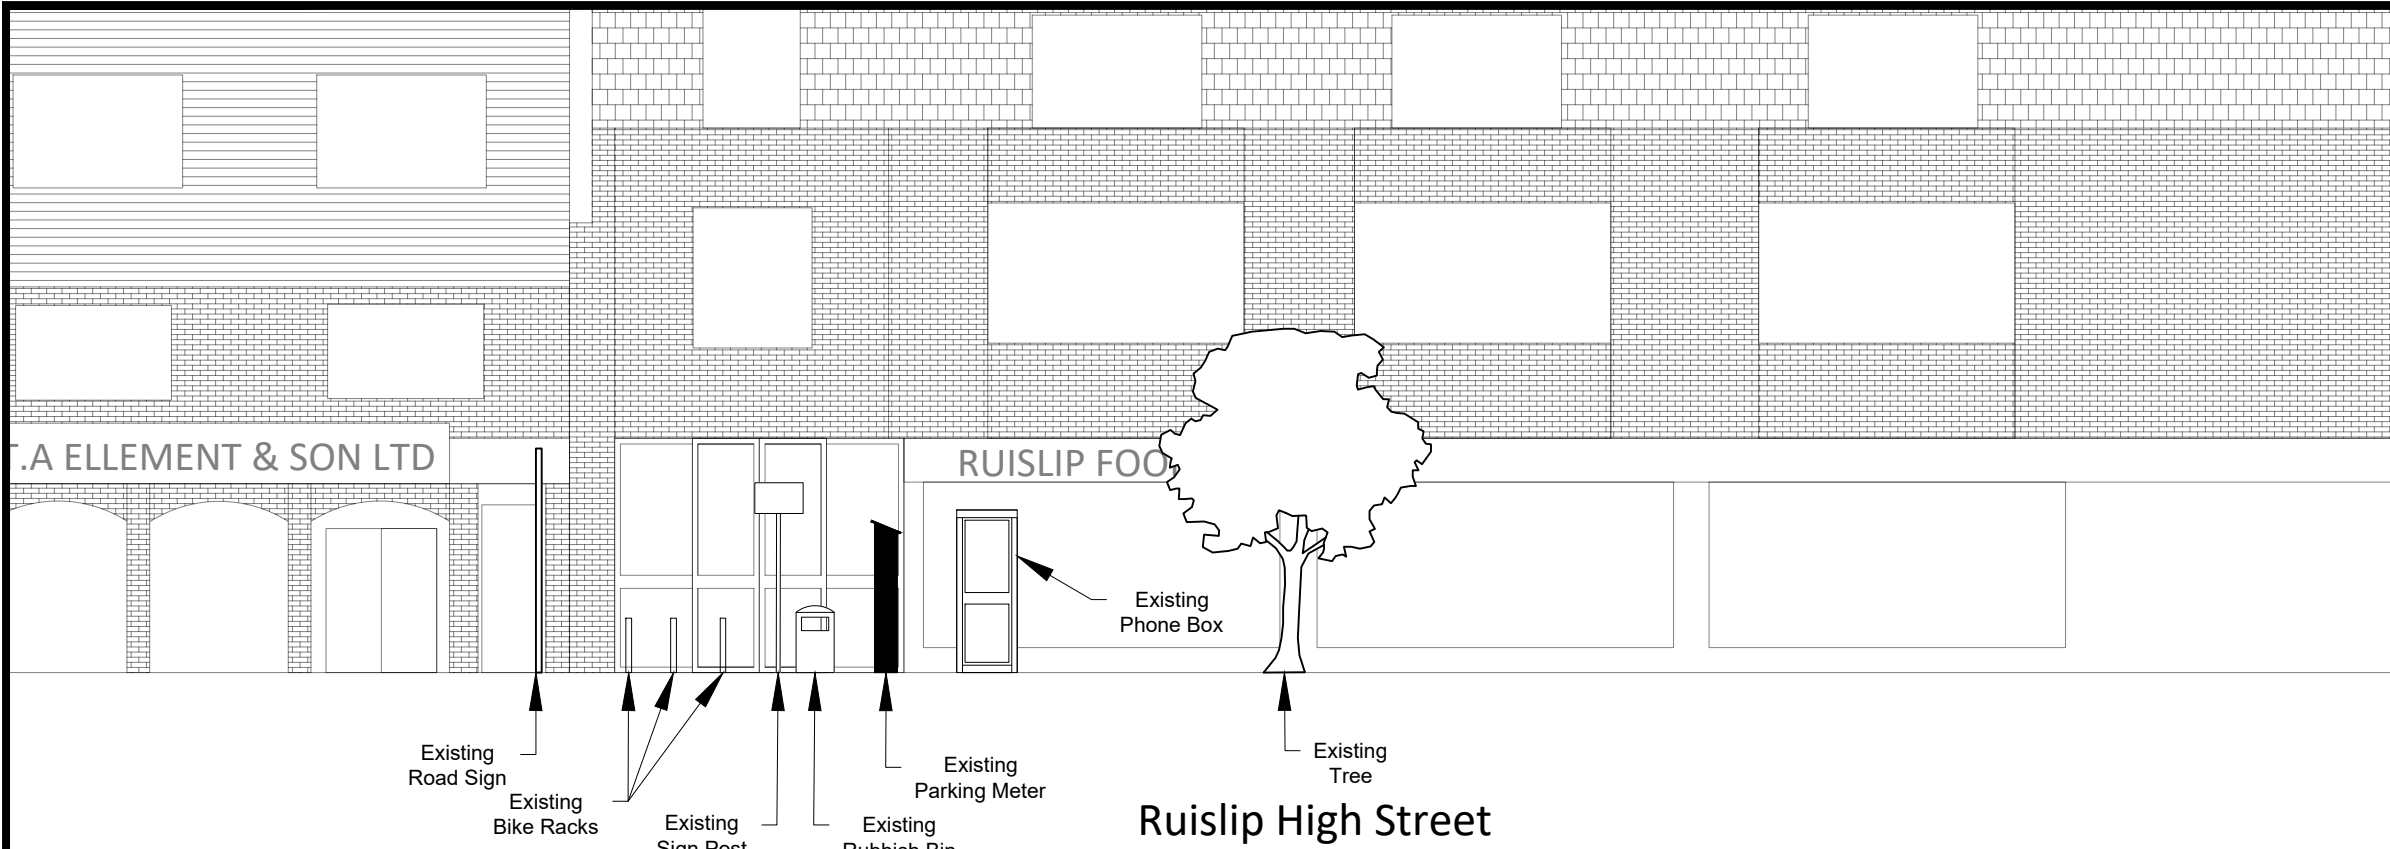 .A ELLEMENT & SON LTD
RUISLIP FOO
Existing
Phone Box
Existing
Road Sign
Existing
Bike Racks
Existing
Sign Post
Existing
Rubbish Bin
Existing
Parking Meter
Existing
Tree
Ruislip High Street